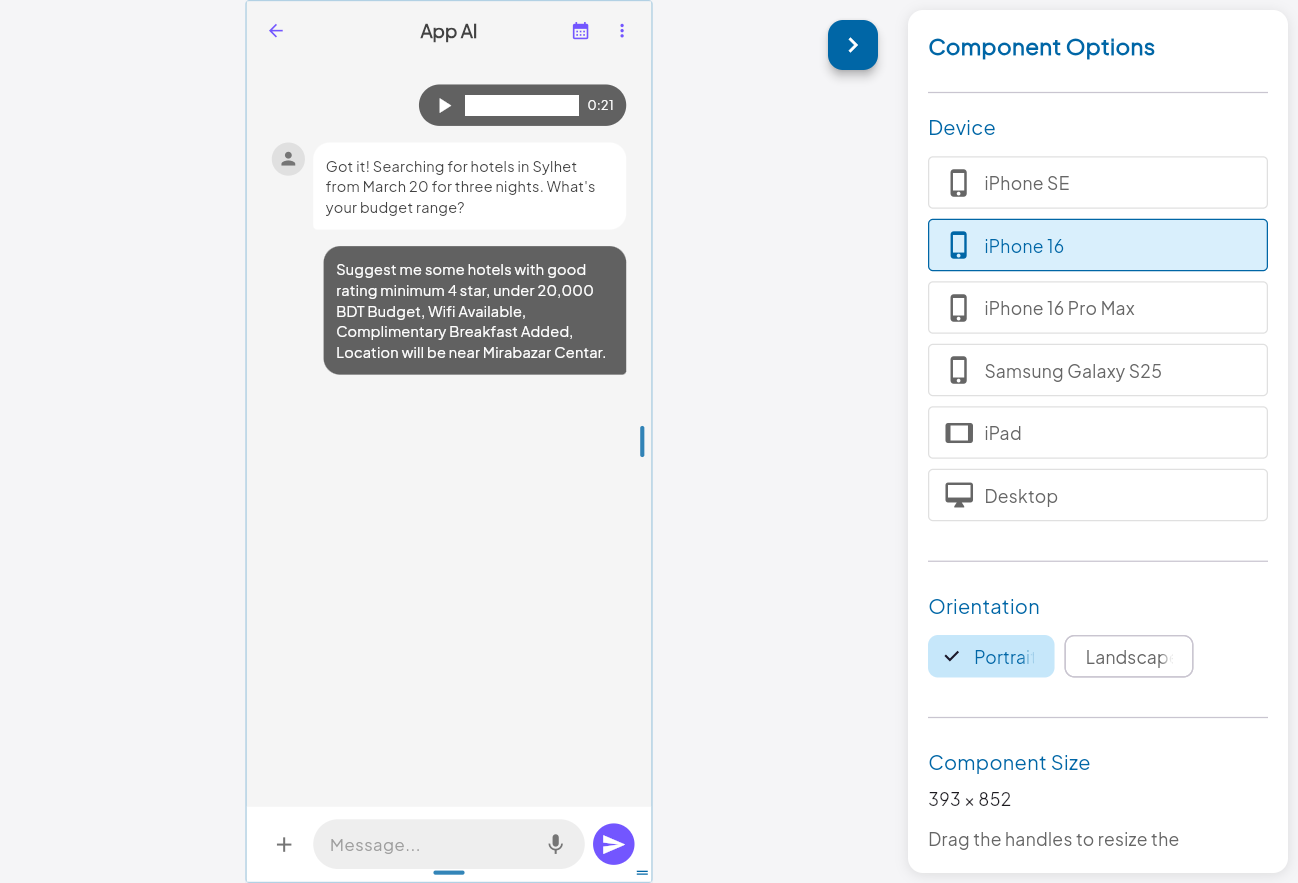 App AI
0:21
Got it! Searching for hotels in Sylhet
from March 20 for three nights. What's
your budget range?
Suggest me some hotels with good
rating minimum 4 star, under 20,000
BDT Budget, Wifi Available,
Complimentary Breakfast Added,
Location will be near Mirabazar Centar.
Message...
Component Options
Device
iPhone SE
iPhone 16
iPhone 16 Pro Max
Samsung Galaxy S25
iPad
Desktop
Orientation
Portrait
Landscape
Component Size
393 × 852
Drag the handles to resize the